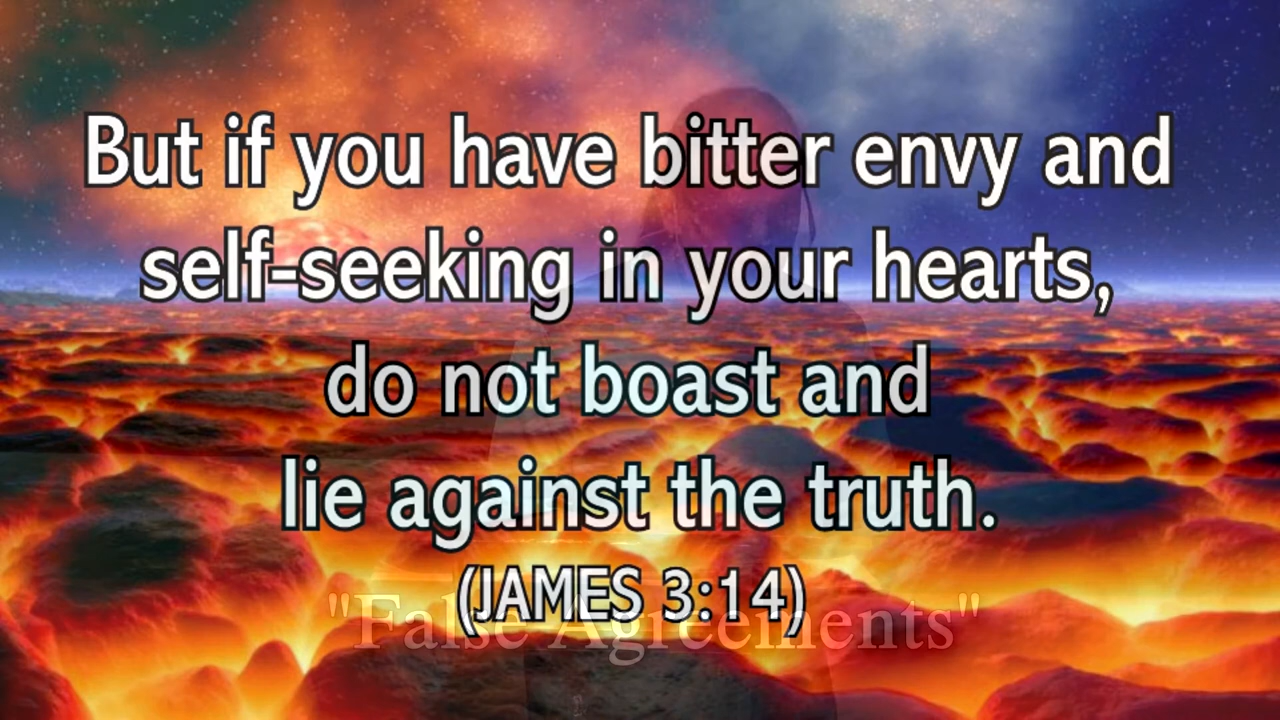 But if you have bitter envy and
self-seeking in your hearts,
do not boast and
lie against the truth.
(JAMES 3:14)
"False Agreements"